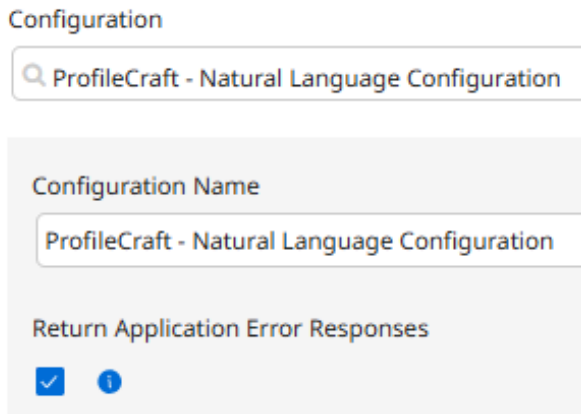 Configuration
ProfileCraft - Natural Language Configuration
Configuration Name
ProfileCraft - Natural Language Configuration
Return Application Error Responses